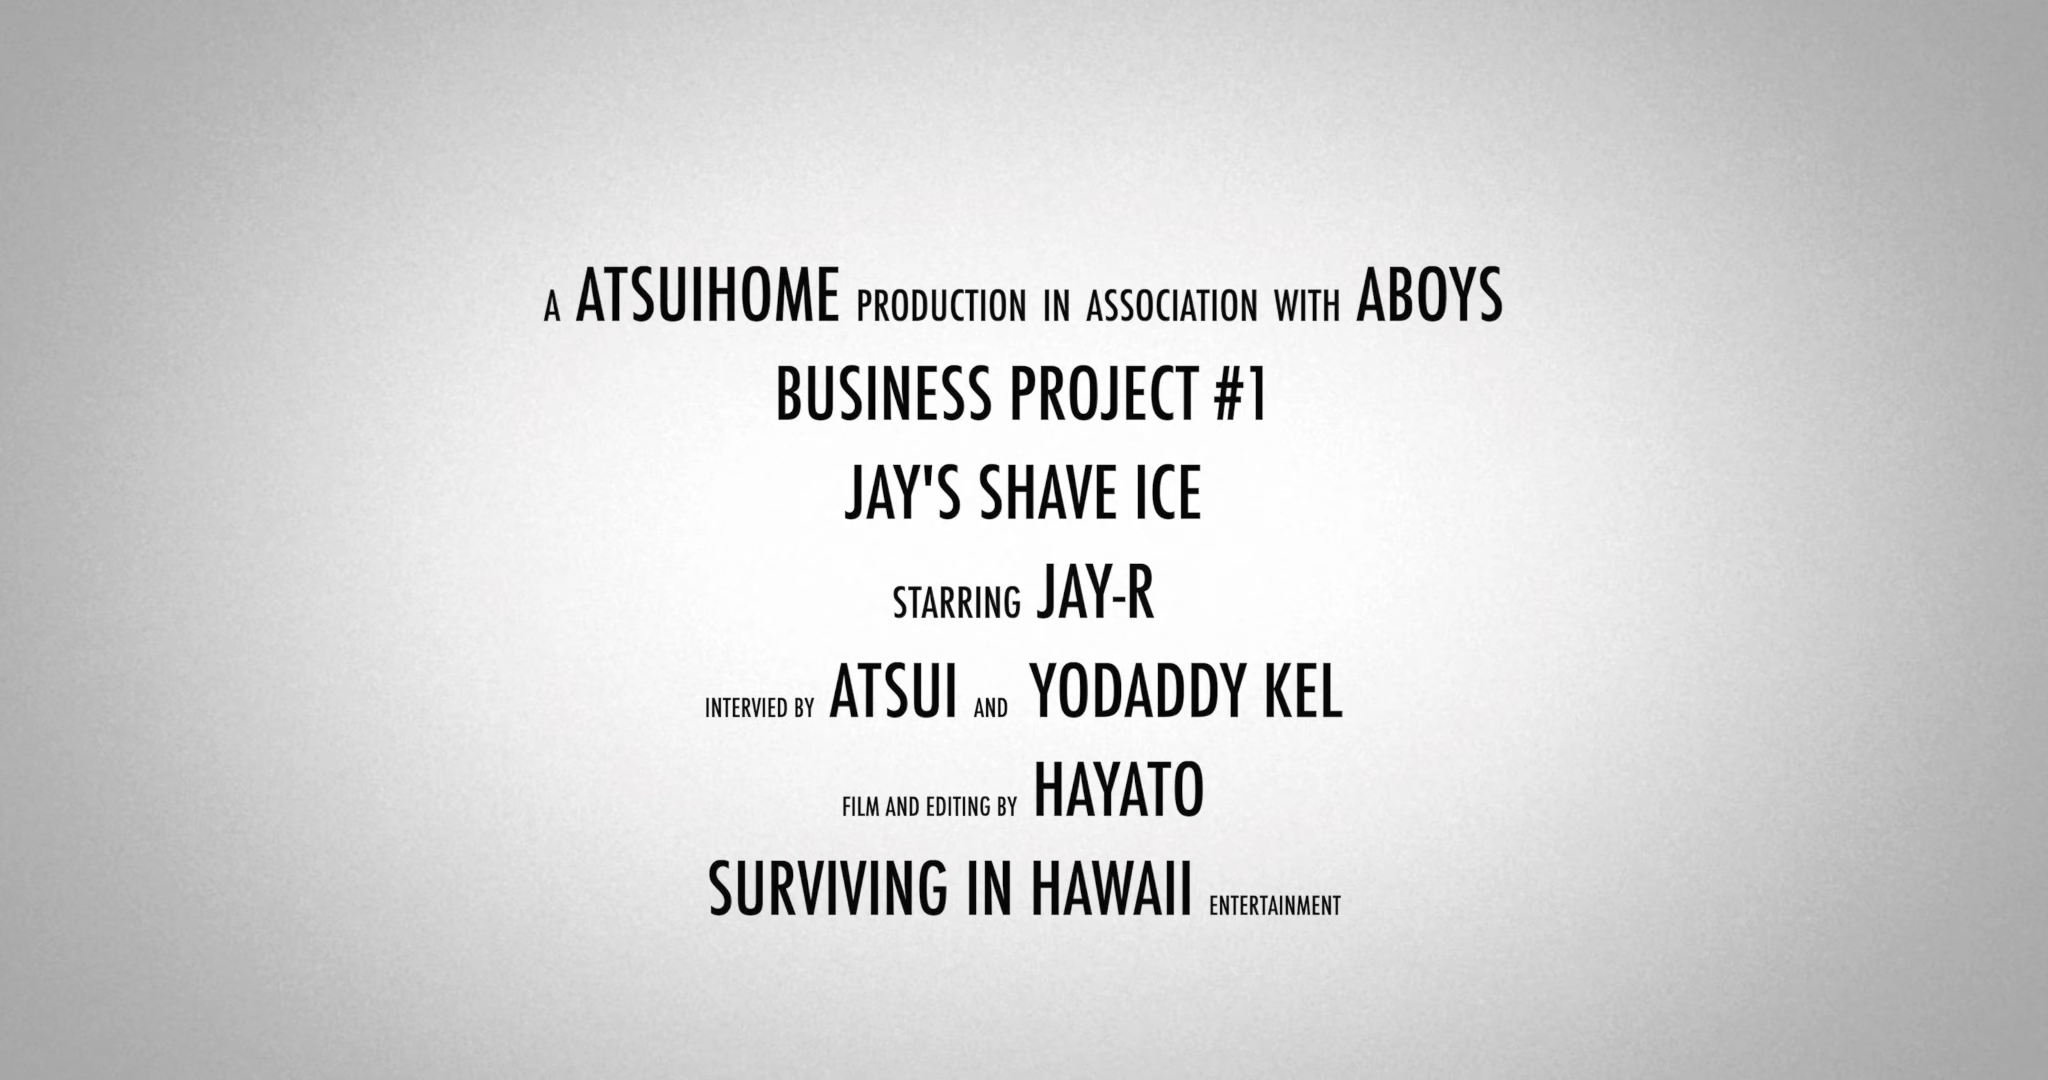 A ATSUIHOME PRODUCTION IN ASSOCIATION WITH ABOYS
BUSINESS PROJECT #1
JAY'S SHAVE ICE
STARRING JAY-R
INTERVIED BY ATSUI AND YODADDY KEL
FILM AND EDITING BY HAYATO
SURVIVING IN HAWAII ENTERTAINMENT